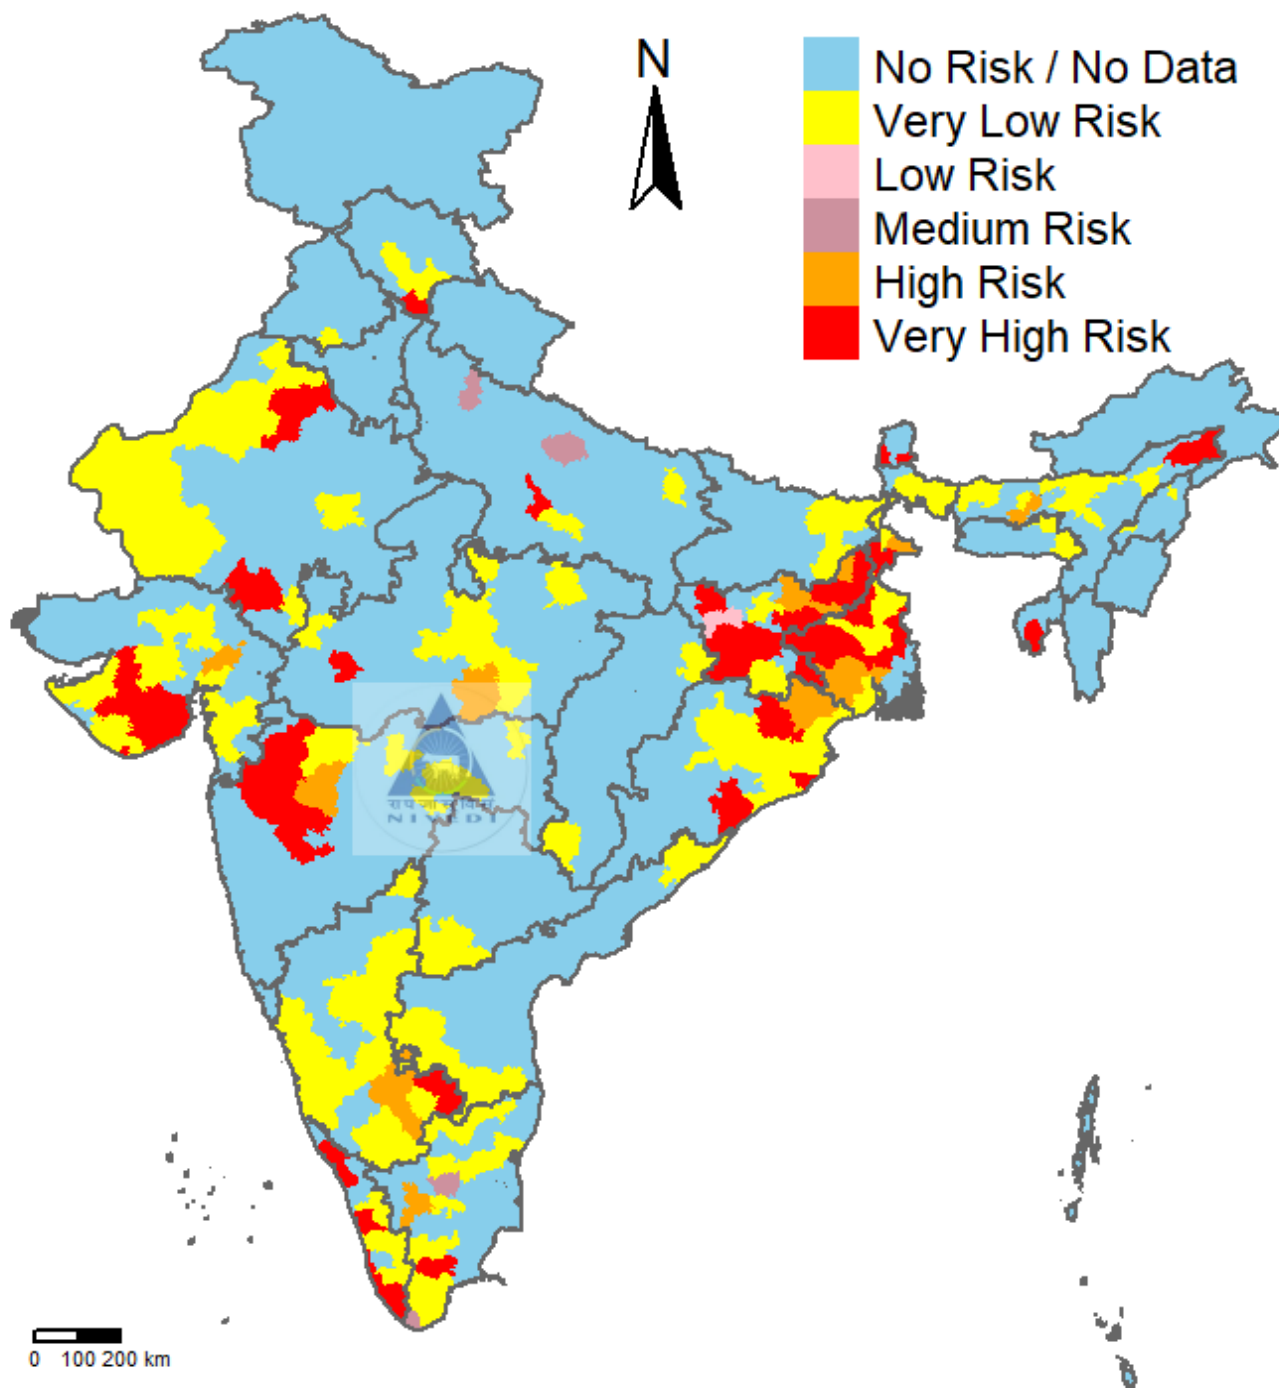 N
No Risk / No Data
Very Low Risk
Low Risk
Medium Risk
High Risk
Very High Risk
NIVEDI
0 100 200 km